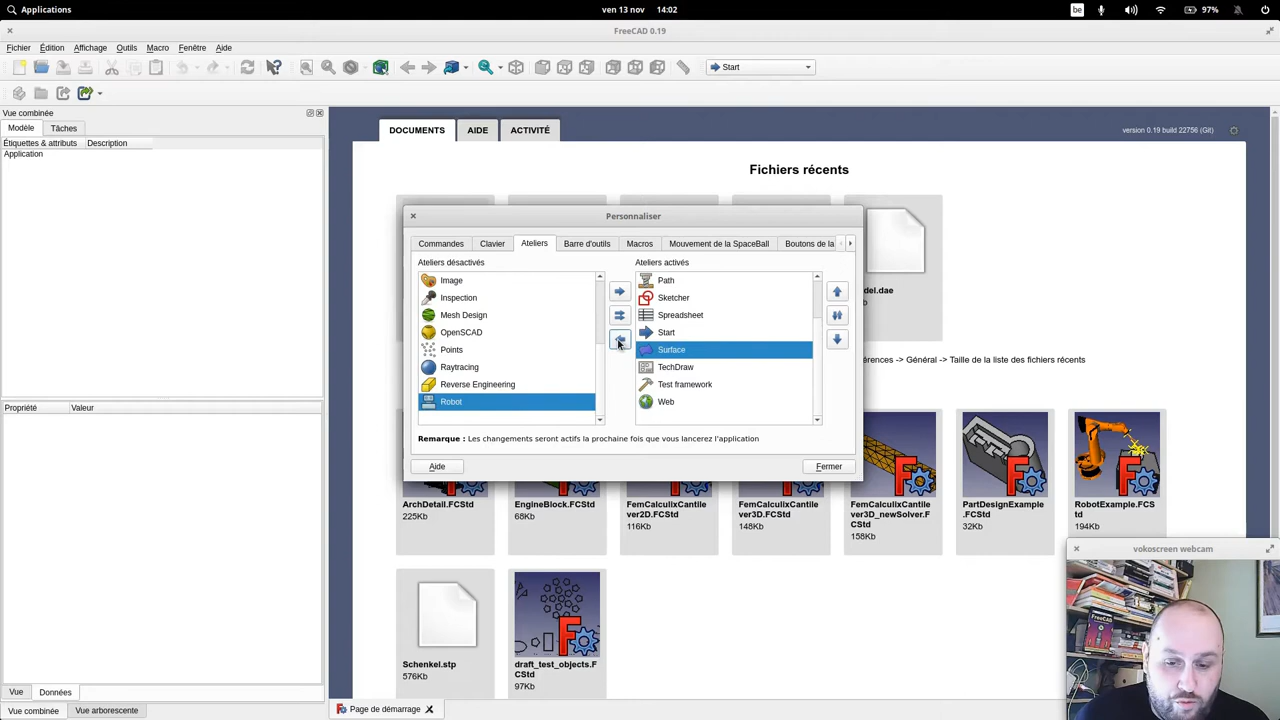 Applications
ven 13 nov 14:02
be
97%
FreeCAD 0.19
Fichier Édition Affichage Outils Macro Fenêtre Aide
Start
Vue combinée
Modèle Tâches
Étiquettes & attributs Description
Application
Propriété Valeur
Vue Données
Vue combinée Vue arborescente
DOCUMENTS AIDE ACTIVITÉ
version 0.19 build 22756 (Git)
Fichiers récents
del.dae
érences -> Général -> Taille de la liste des fichiers récents
Personnaliser
Commandes Clavier Ateliers Barre d'outils Macros Mouvement de la SpaceBall Boutons de la
Ateliers désactivés
Image
Inspection
Mesh Design
OpenSCAD
Points
Raytracing
Reverse Engineering
Robot
Ateliers activés
Path
Sketcher
Spreadsheet
Start
Surface
TechDraw
Test framework
Web
Remarque : Les changements seront actifs la prochaine fois que vous lancerez l'application
Aide Fermer
ArchDetail.FCStd
225Kb
EngineBlock.FCStd
68Kb
FemCalculixCantile
ver2D.FCStd
116Kb
FemCalculixCantile
ver3D.FCStd
148Kb
FemCalculixCantile
ver3D_newSolver.F
CStd
158Kb
PartDesignExample
.FCStd
32Kb
RobotExample.FCS
td
194Kb
Schenkel.stp
576Kb
draft_test_objects.F
CStd
97Kb
Page de démarrage
vokoscreen webcam
FreeCAD